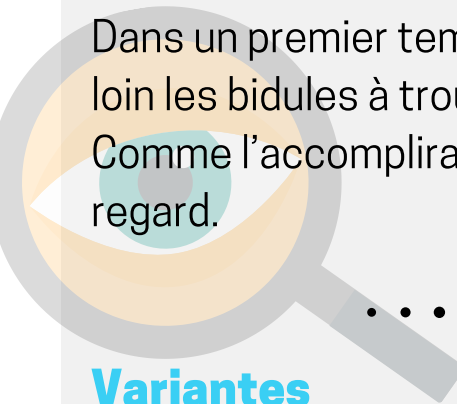 Dans un premier tem
loin les bidules à trou
Comme l'accomplira
regard.
. . .
Variantes